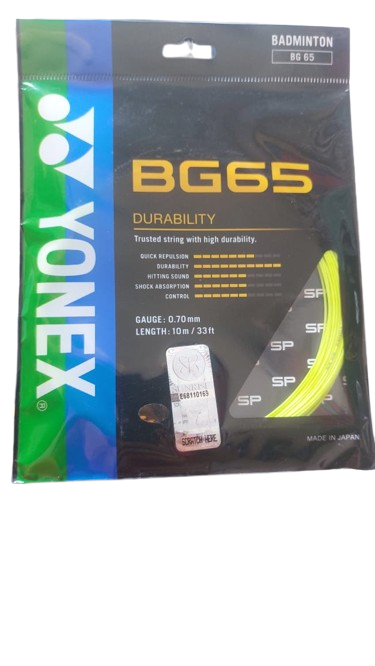 BADMINTON
BG 65
YONEX®
BG65
DURABILITY
Trusted string with high durability.
QUICK REPULSION
DURABILITY
HITTING SOUND
SHOCK ABSORPTION
CONTROL
GAUGE: 0.70mm
LENGTH: 10m / 33ft
SP
SP
SP
SP
SP
SP
SUNRISE
SCRATCH HERE
MADE IN JAPAN